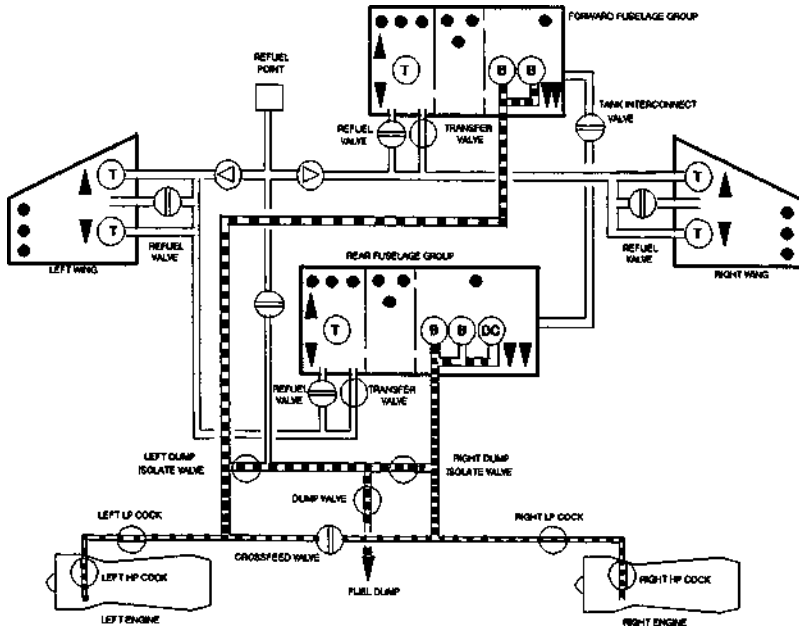 FORWARD FUSELAGE GROUP
REFUEL
POINT
T
B
B
TANK INTERCONNECT
VALVE
REFUEL
VALVE
TRANSFER
VALVE
T
T
T
T
REFUEL
VALVE
REFUEL
VALVE
LEFT WING
REAR FUSELAGE GROUP
RIGHT WING
T
B
B
DC
REFUEL
VALVE
TRANSFER
VALVE
LEFT DUMP
ISOLATE VALVE
RIGHT DUMP
ISOLATE VALVE
DUMP VALVE
LEFT LP COCK
RIGHT LP COCK
CROSSFEED VALVE
LEFT HP COCK
RIGHT HP COCK
FUEL DUMP
LEFT ENGINE
RIGHT ENGINE